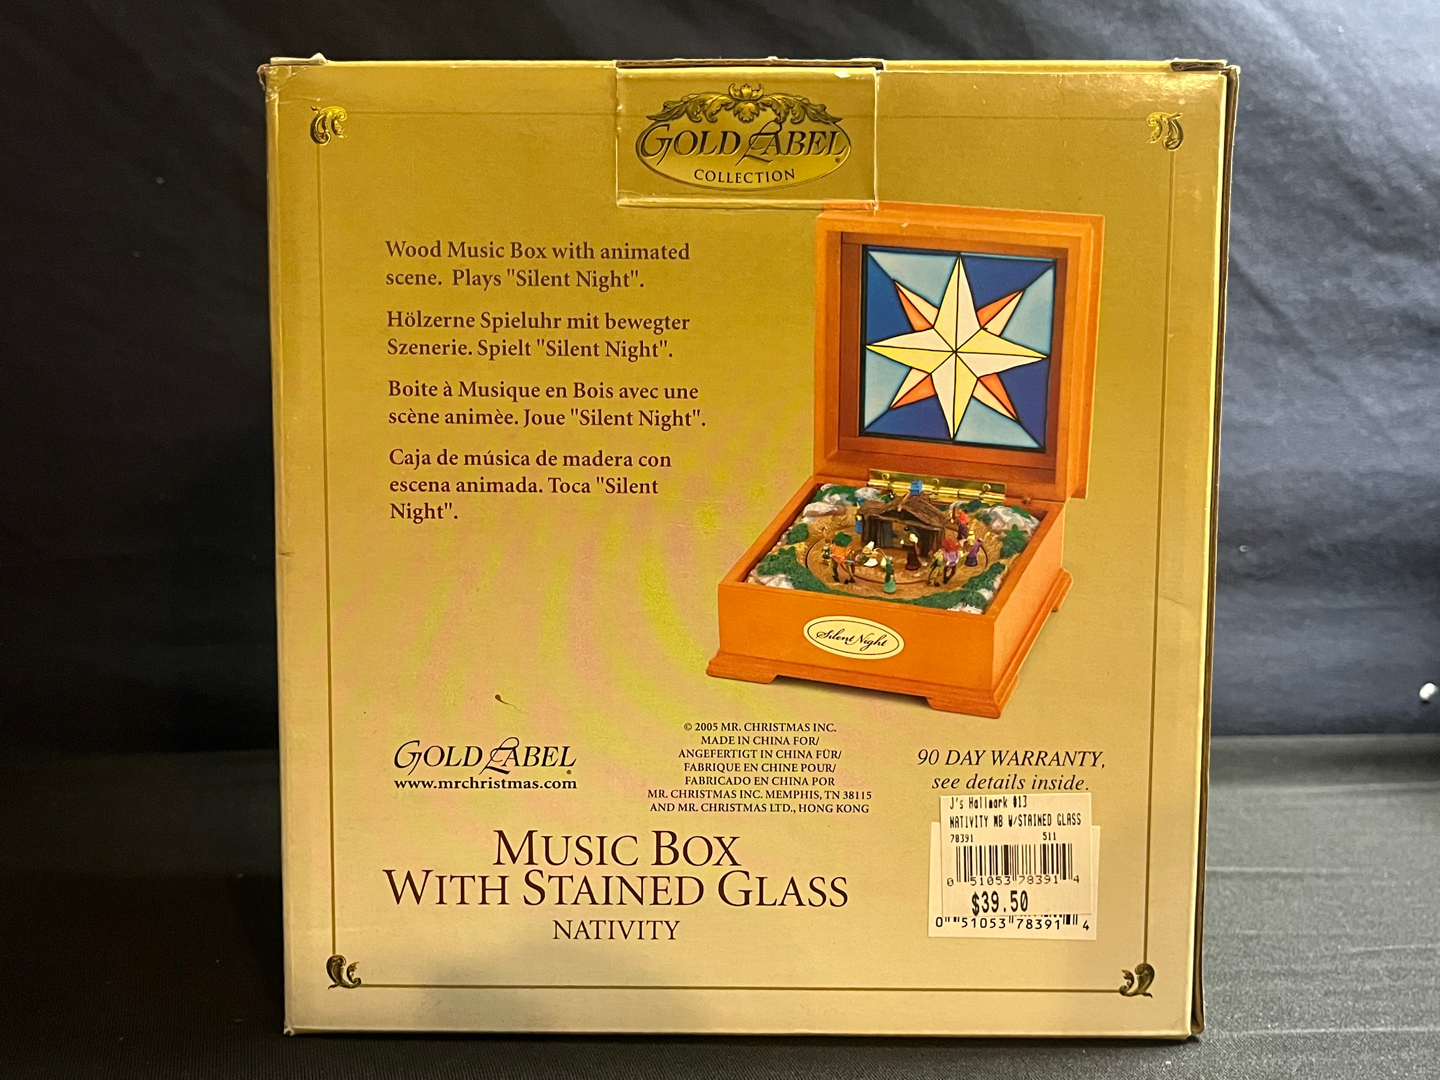 GOLD LABEL
COLLECTION
Wood Music Box with animated
scene. Plays "Silent Night".
Hölzerne Spieluhr mit bewegter
Szenerie. Spielt "Silent Night".
Boite à Musique en Bois avec une
scène animèe. Joue "Silent Night".
Caja de música de madera con
escena animada. Toca "Silent
Night".
Silent Night
GOLD LABEL®
www.mrchristmas.com
© 2005 MR. CHRISTMAS INC.
MADE IN CHINA FOR/
ANGEFERTIGT IN CHINA FÜR/
FABRIQUE EN CHINE POUR/
FABRICADO EN CHINA POR
MR. CHRISTMAS INC. MEMPHIS, TN 38115
AND MR. CHRISTMAS LTD., HONG KONG
90 DAY WARRANTY,
see details inside.
J's Hallmark 013
NATIVITY MB W/STAINED GLASS
78391 511
0 51053 78391 4
$39.50
0 51053 78391 4
MUSIC BOX
WITH STAINED GLASS
NATIVITY